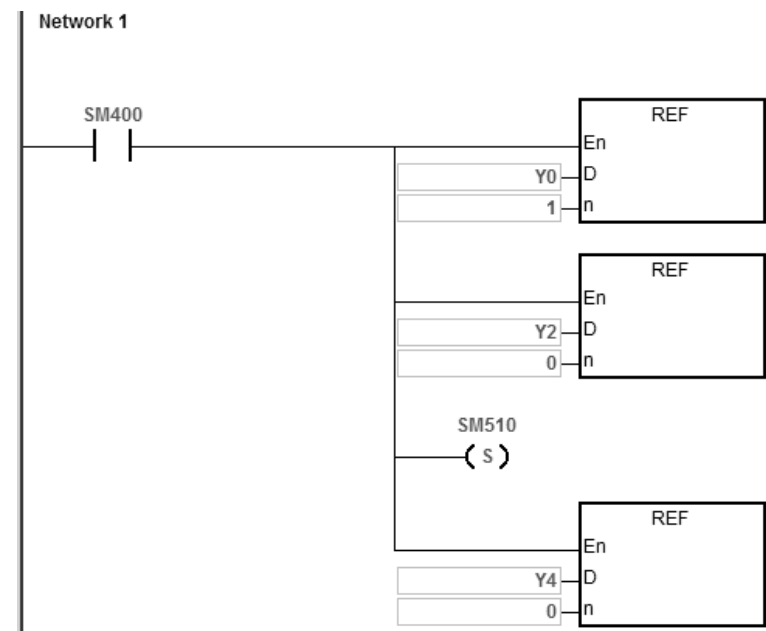 Network 1
SM400
REF
En
Y0 D
1 n
REF
En
Y2 D
0 n
SM510
( S )
REF
En
Y4 D
0 n